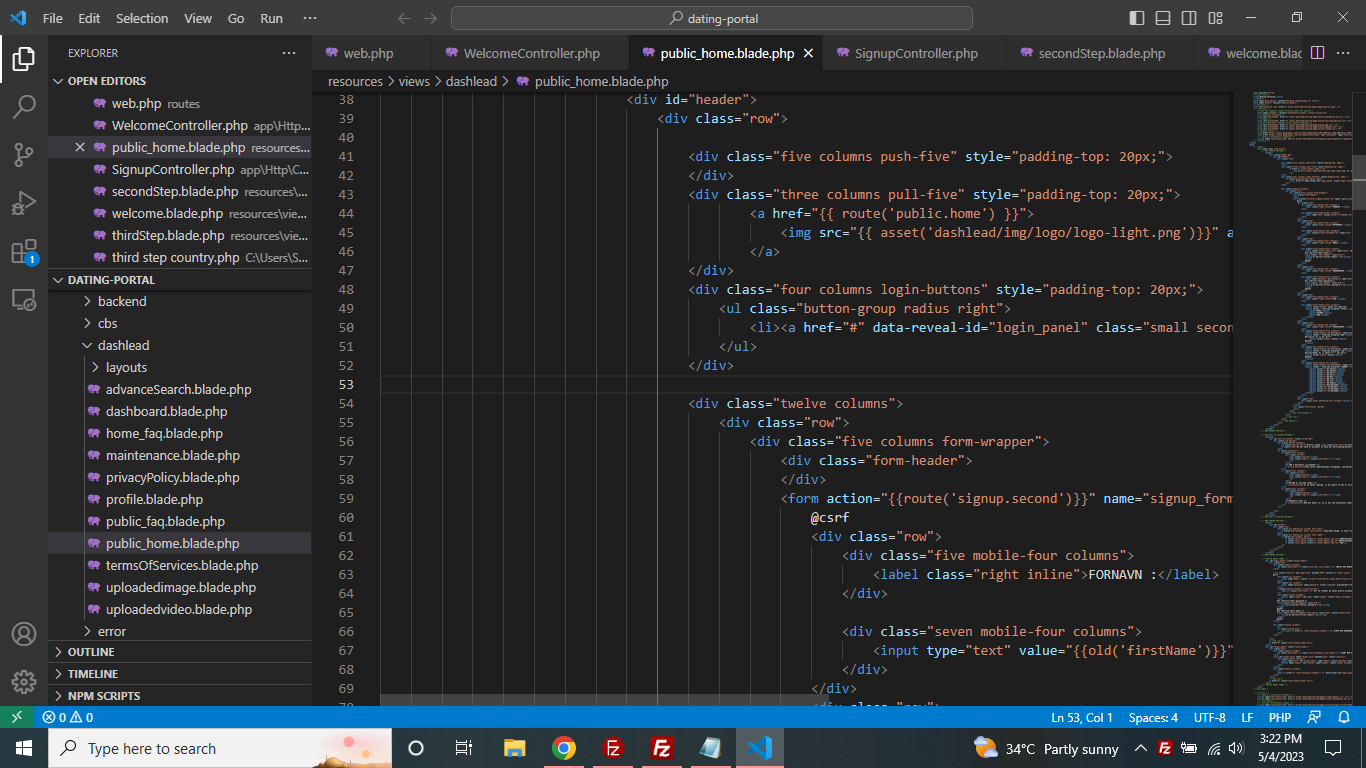 File Edit Selection View Go Run ···
dating-portal
EXPLORER
OPEN EDITORS
web.php routes
WelcomeController.php app\Http...
public_home.blade.php resources...
SignupController.php app\Http\C...
secondStep.blade.php resources\...
welcome.blade.php resources\vie...
thirdStep.blade.php resources\vie...
third step country.php C:\Users\S...
DATING-PORTAL
backend
cbs
dashlead
layouts
advanceSearch.blade.php
dashboard.blade.php
home_faq.blade.php
maintenance.blade.php
privacyPolicy.blade.php
profile.blade.php
public_faq.blade.php
public_home.blade.php
termsOfServices.blade.php
uploadedimage.blade.php
uploadedvideo.blade.php
error
OUTLINE
TIMELINE
NPM SCRIPTS
1
web.php WelcomeController.php public_home.blade.php SignupController.php secondStep.blade.php welcome.blac
resources > views > dashlead > public_home.blade.php
38 <div id="header">
39 <div class="row">
40
41 <div class="five columns push-five" style="padding-top: 20px;">
42 </div>
43 <div class="three columns pull-five" style="padding-top: 20px;">
44 <a href="{{ route('public.home') }}">
45 <img src="{{ asset('dashlead/img/logo/logo-light.png')}}" a
46 </a>
47 </div>
48 <div class="four columns login-buttons" style="padding-top: 20px;">
49 <ul class="button-group radius right">
50 <li><a href="#" data-reveal-id="login_panel" class="small secon
51 </ul>
52 </div>
53
54 <div class="twelve columns">
55 <div class="row">
56 <div class="five columns form-wrapper">
57 <div class="form-header">
58 </div>
59 <form action="{{route('signup.second')}}" name="signup_form
60 @csrf
61 <div class="row">
62 <div class="five mobile-four columns">
63 <label class="right inline">FORNAVN :</label>
64 </div>
65
66 <div class="seven mobile-four columns">
67 <input type="text" value="{{old('firstName')}}"
68 </div>
69 </div>
0 0
Ln 53, Col 1 Spaces: 4 UTF-8 LF PHP
Type here to search
34°C Partly sunny
3:22 PM
5/4/2023